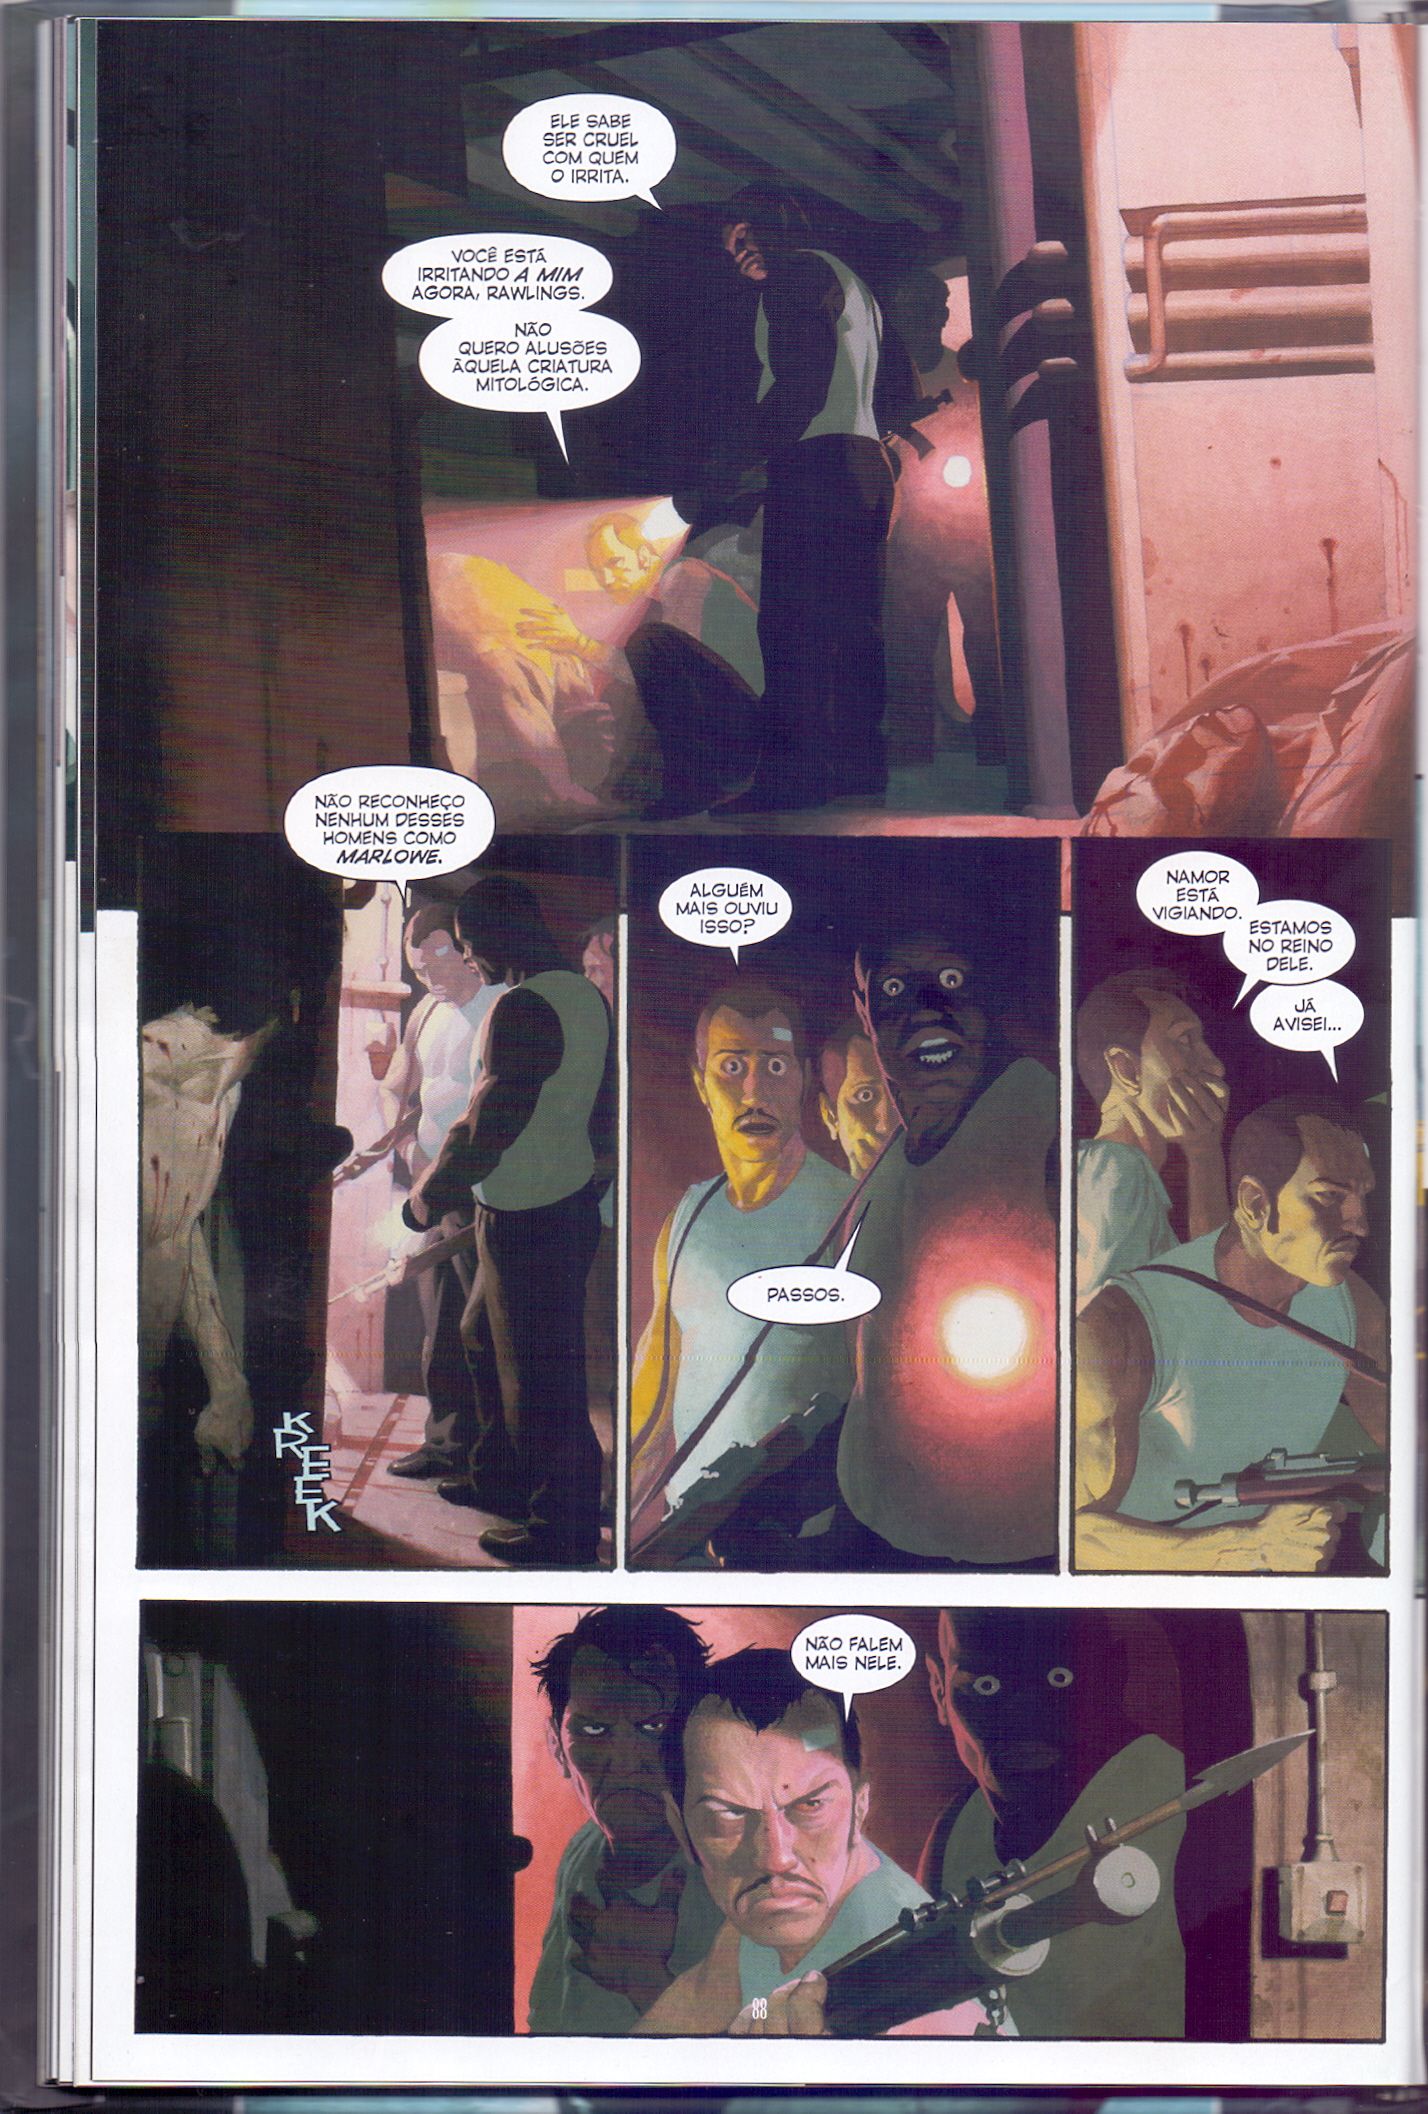 ELE SABE
SER CRUEL
COM QUEM
O IRRITA.
VOCÊ ESTÁ
IRRITANDO A MIM
AGORA, RAWLINGS.
NÃO
QUERO ALUSÕES
ÀQUELA CRIATURA
MITOLÓGICA.
NÃO RECONHEÇO
NENHUM DESSES
HOMENS COMO
MARLOWE.
KREEEK
ALGUÉM
MAIS OUVIU
ISSO?
PASSOS.
NAMOR
ESTÁ
VIGIANDO.
ESTAMOS
NO REINO
DELE.
JÁ
AVISEI...
NÃO FALEM
MAIS NELE.
88